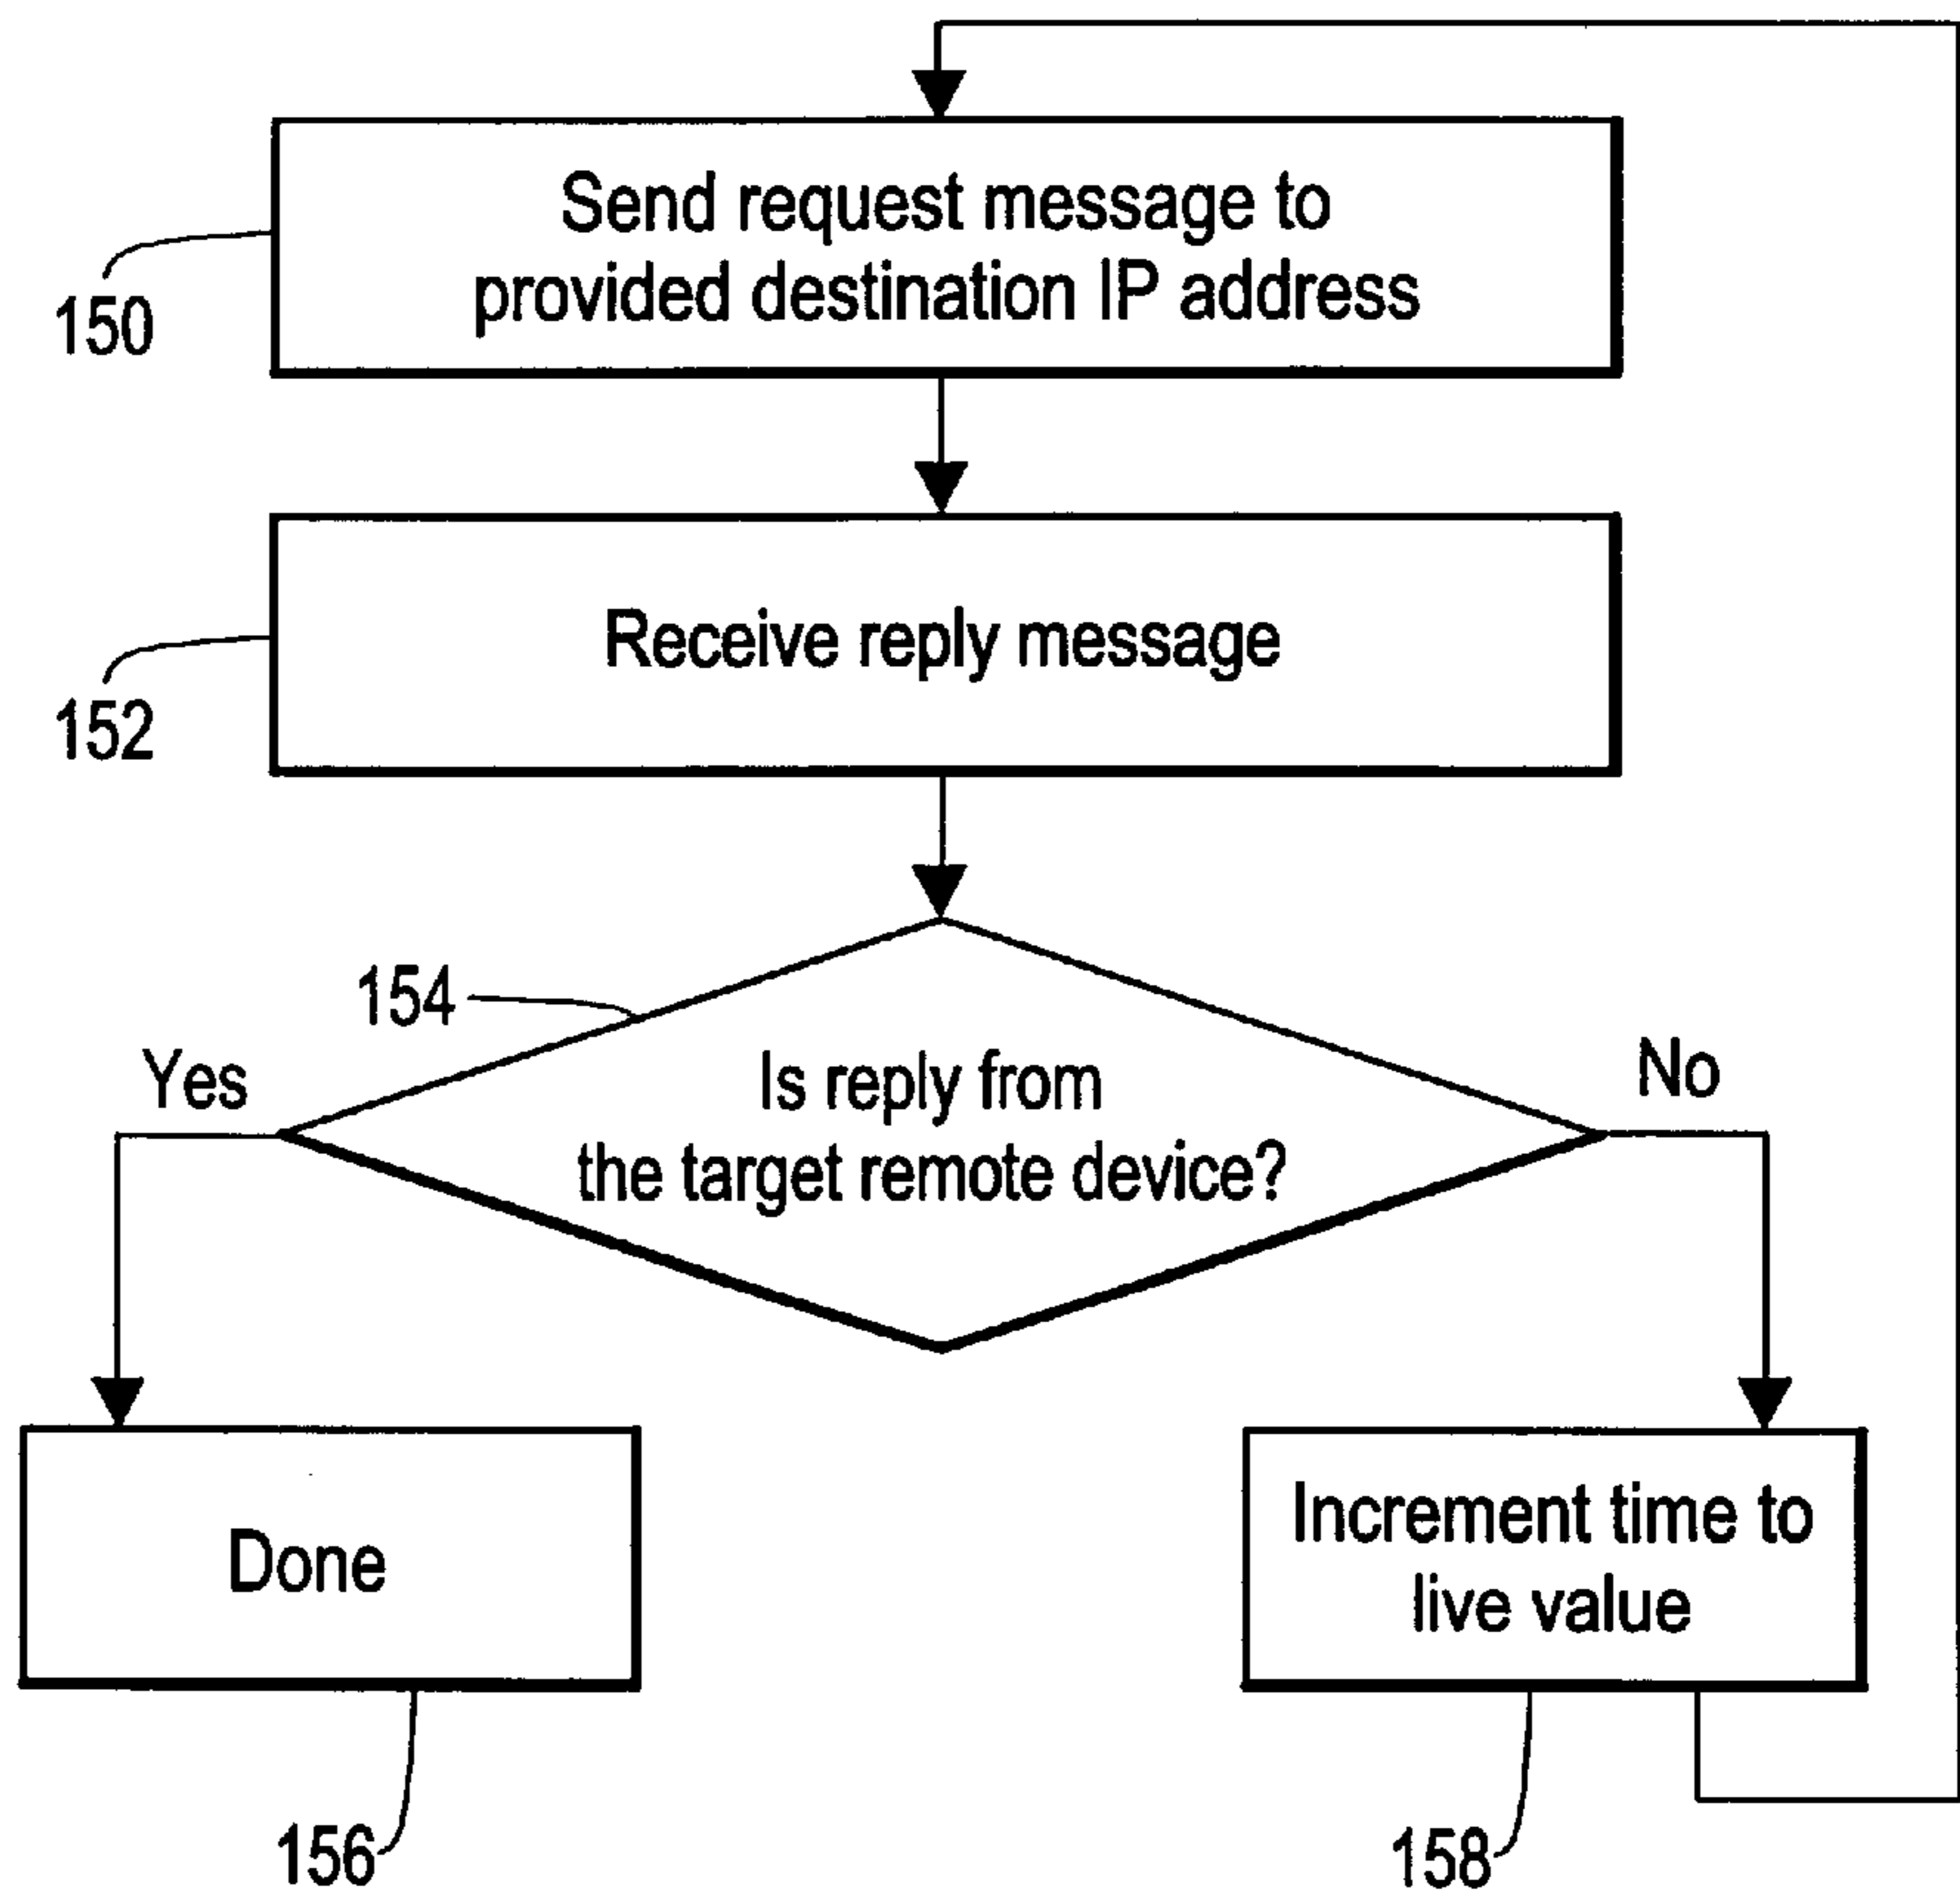 Send request message to
provided destination IP address
150
Receive reply message
152
154
Is reply from
the target remote device?
Yes
No
Done
Increment time to
live value
156
158